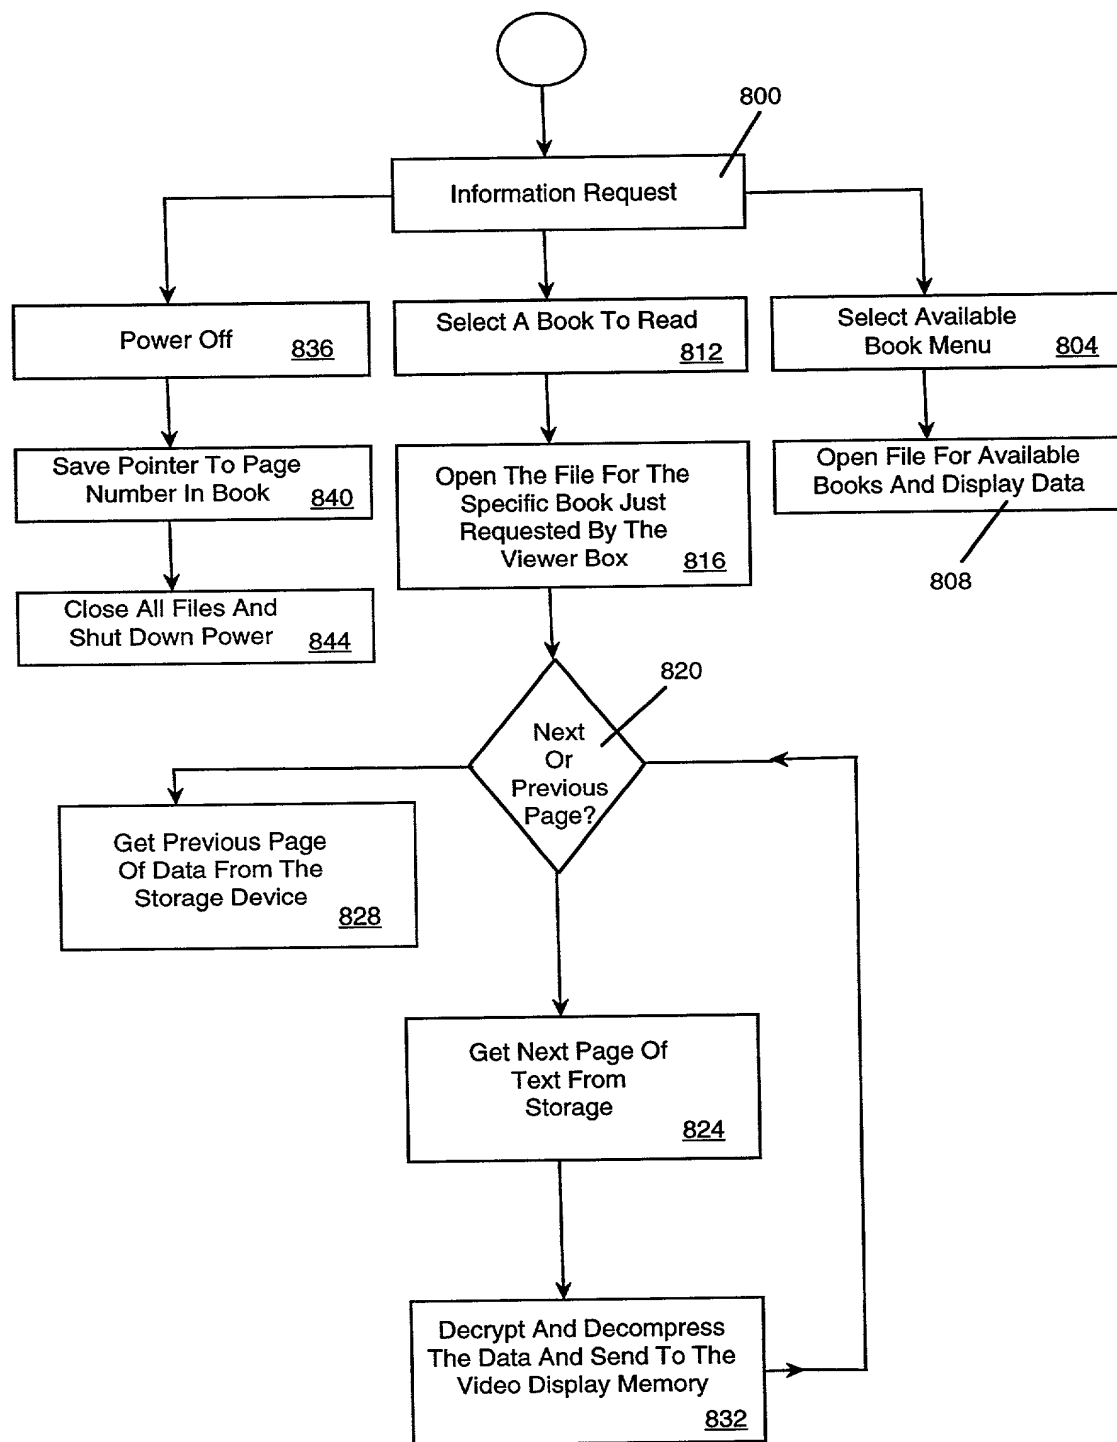 800
Information Request
Power Off
836
Select A Book To Read
812
Select Available
Book Menu
804
Save Pointer To Page
Number In Book
840
Open The File For The
Specific Book Just
Requested By The
Viewer Box
816
Open File For Available
Books And Display Data
808
Close All Files And
Shut Down Power
844
820
Next
Or
Previous
Page?
Get Previous Page
Of Data From The
Storage Device
828
Get Next Page Of
Text From
Storage
824
Decrypt And Decompress
The Data And Send To The
Video Display Memory
832